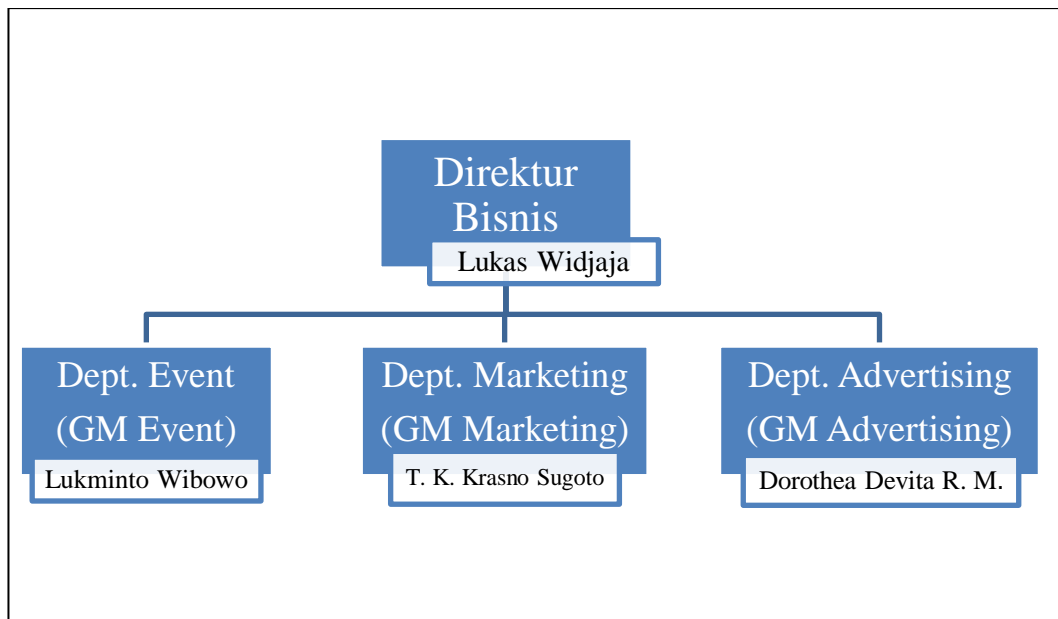 Direktur
Bisnis
Lukas Widjaja
Dept. Event
(GM Event)
Lukminto Wibowo
Dept. Marketing
(GM Marketing)
T. K. Krasno Sugoto
Dept. Advertising
(GM Advertising)
Dorothea Devita R. M.